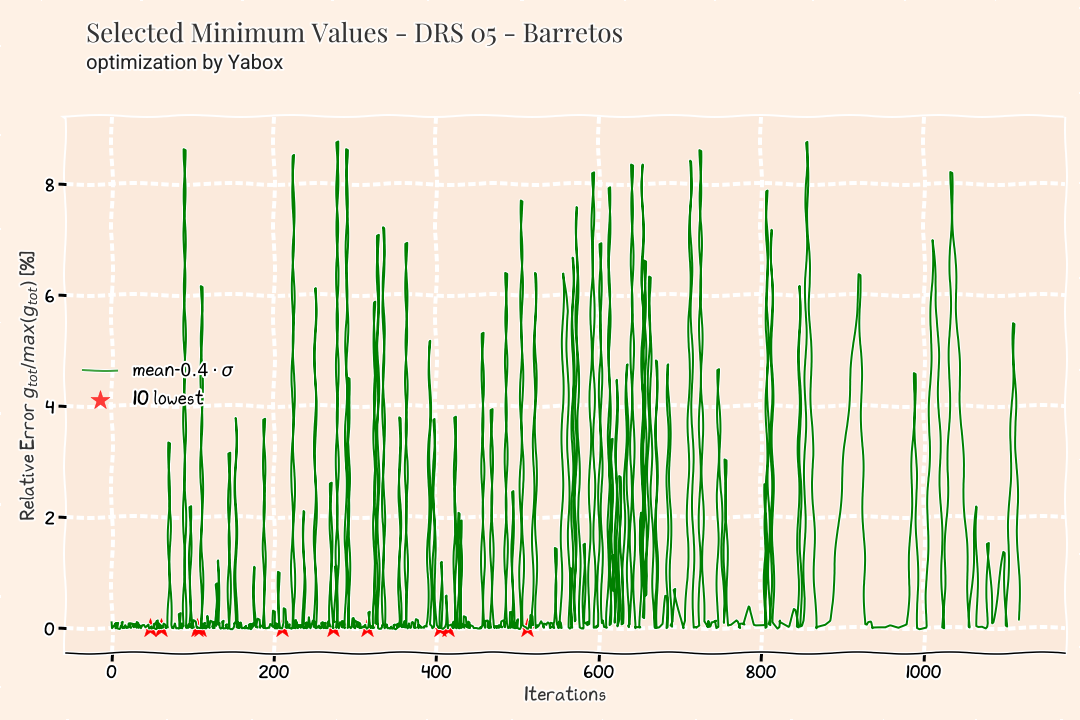 Selected Minimum Values - DRS 05 - Barretos
optimization by Yabox
Relative Error g_tot/max(g_tot) [%]
8
6
4
2
0
mean-0.4 · σ
10 lowest
0 200 400 600 800 1000
Iterations